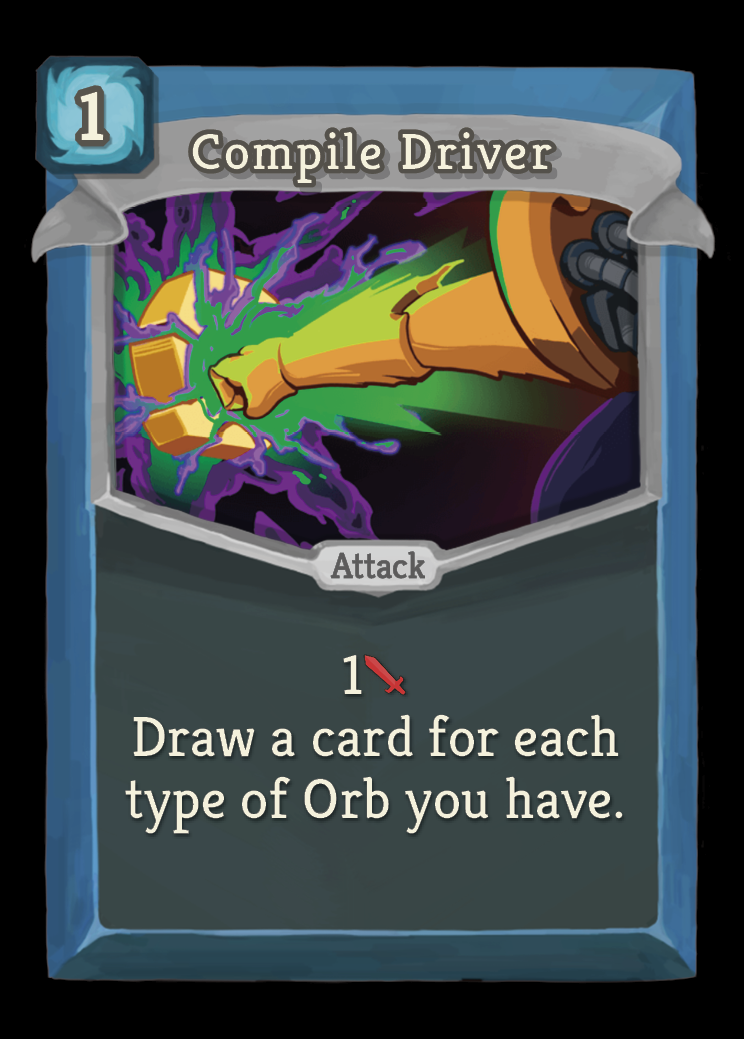 1
Compile Driver
Attack
1
Draw a card for each
type of Orb you have.